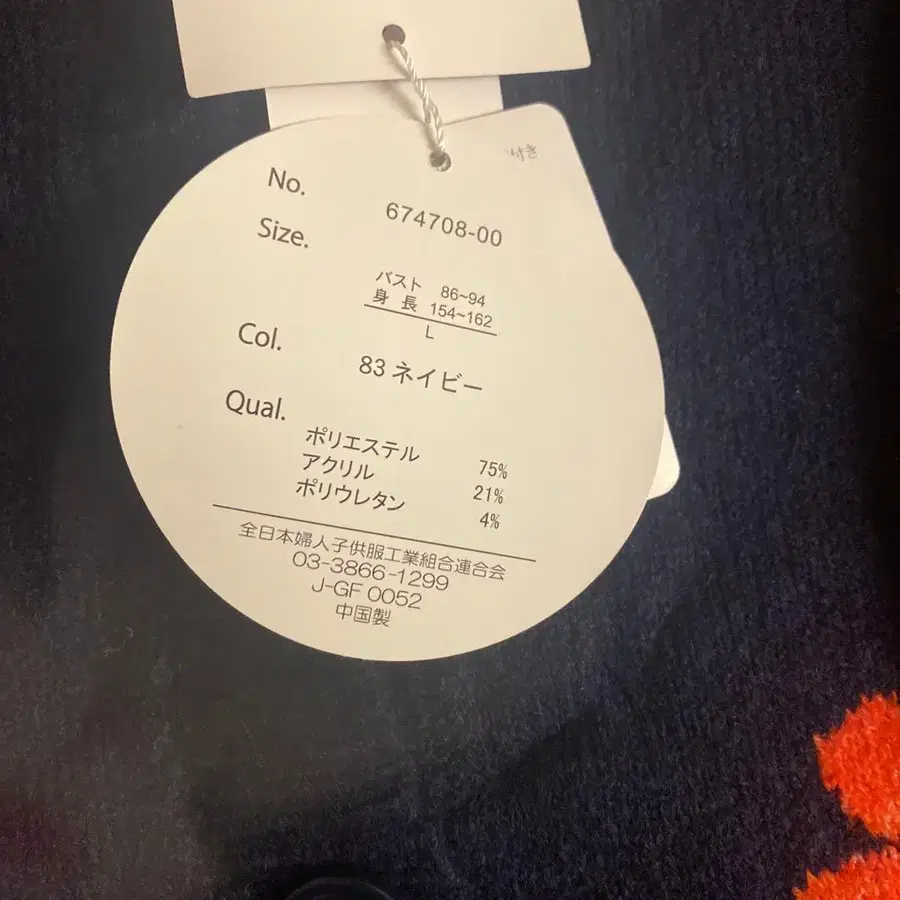 付き
No. 674708-00
Size.
バスト 86~94
身長 154~162
L
Col. 83 ネイビー
Qual.
ポリエステル 75%
アクリル 21%
ポリウレタン 4%
全日本婦人子供服工業組合連合会
03-3866-1299
J-GF 0052
中国製